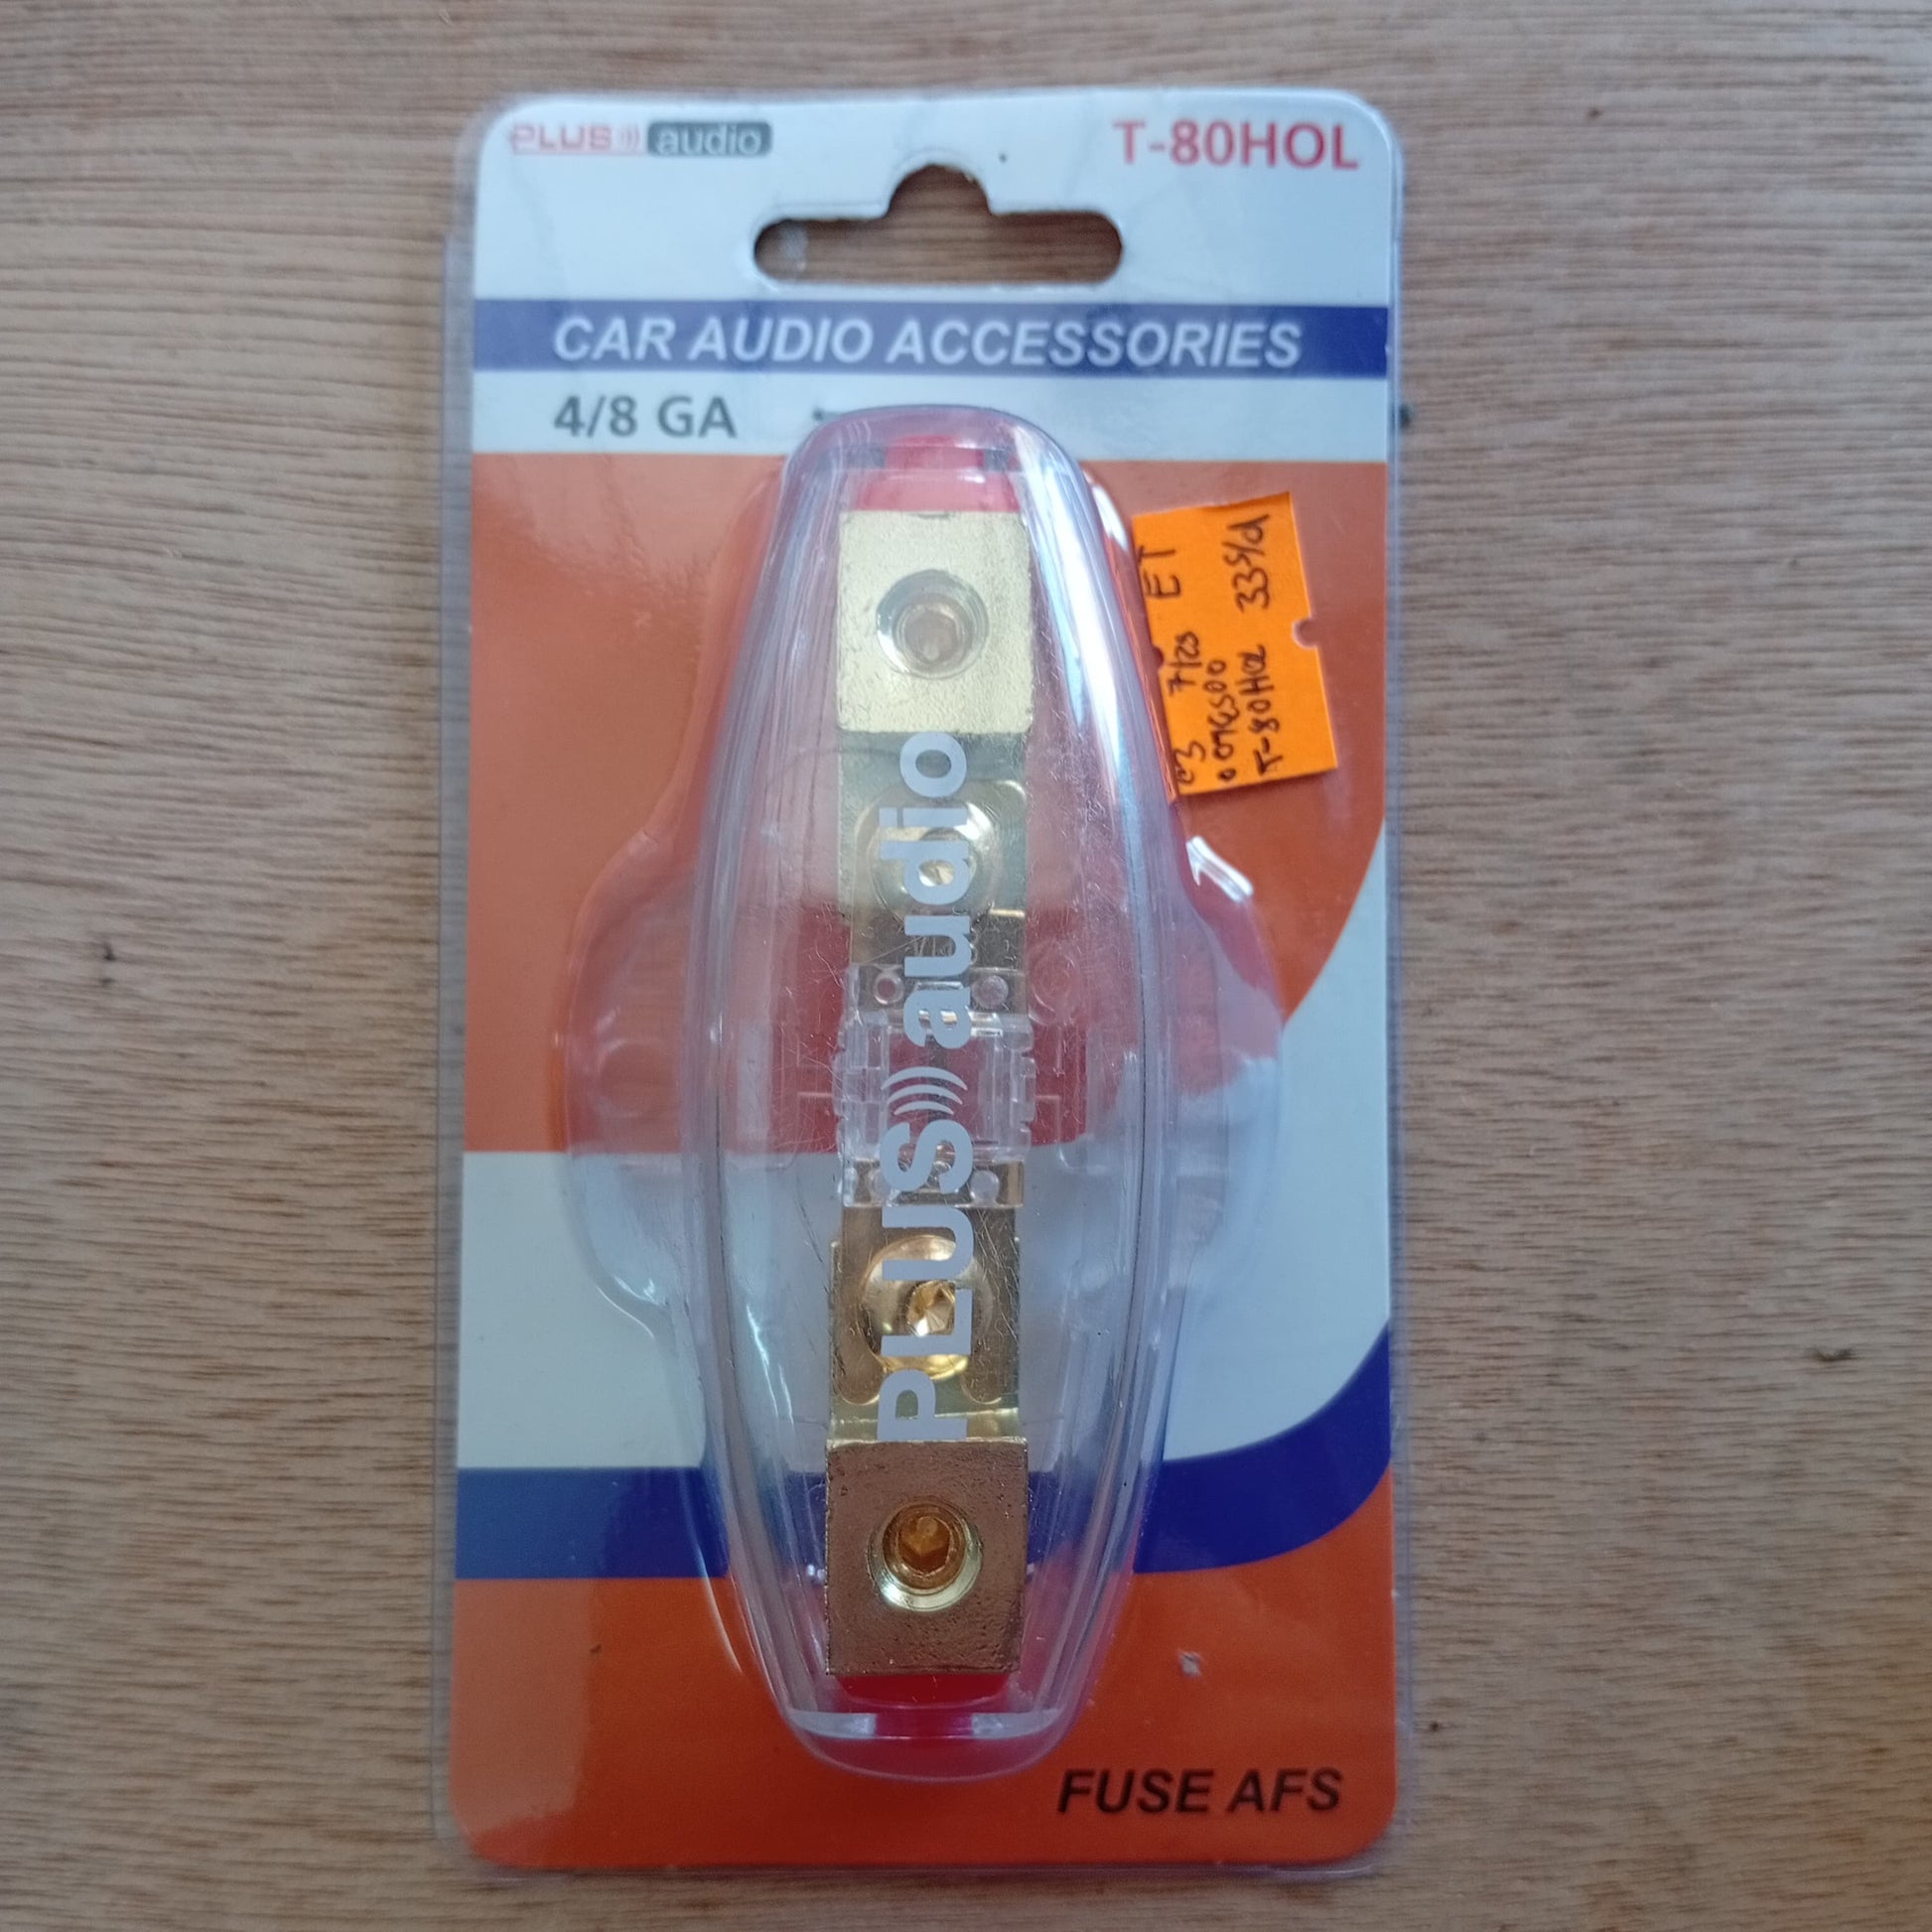 PLUS audio
T-80HOL
CAR AUDIO ACCESSORIES
4/8 GA
PLUS audio
ET
T-80HOL
FUSE AFS